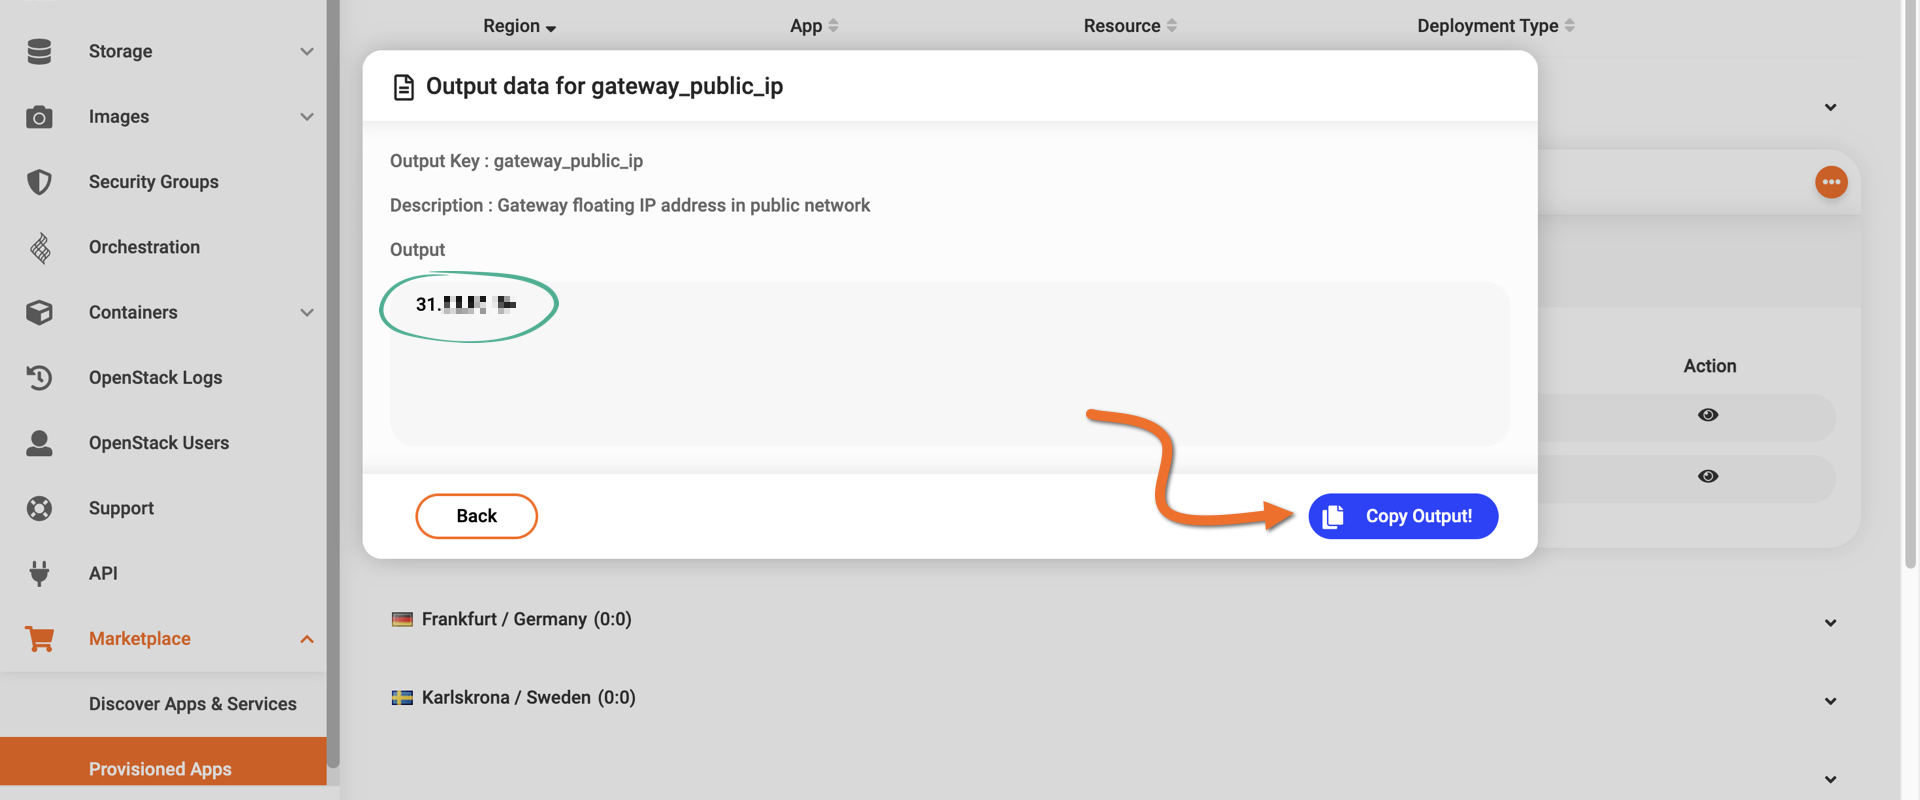 Region
App
Resource
Deployment Type
Storage
Images
Security Groups
Orchestration
Containers
OpenStack Logs
OpenStack Users
Support
API
Marketplace
Discover Apps & Services
Provisioned Apps
Output data for gateway_public_ip
Output Key : gateway_public_ip
Description : Gateway floating IP address in public network
Output
31.
Back
Copy Output!
Action
Frankfurt / Germany (0:0)
Karlskrona / Sweden (0:0)